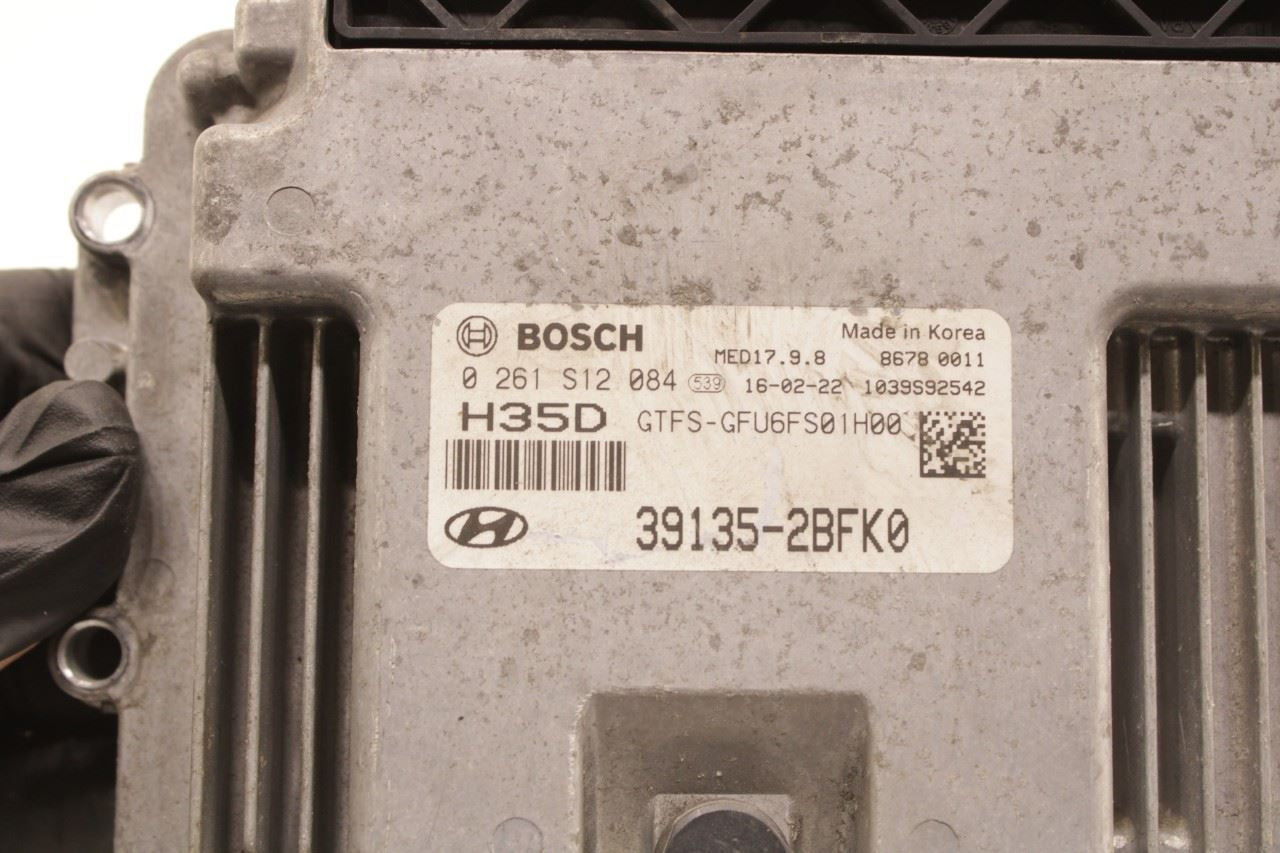 BOSCH Made in Korea
MED17.9.8 8678 0011
0 261 S12 084 539 16-02-22 1039S92542
H35D GTFS-GFU6FS01H00
39135-2BFK0